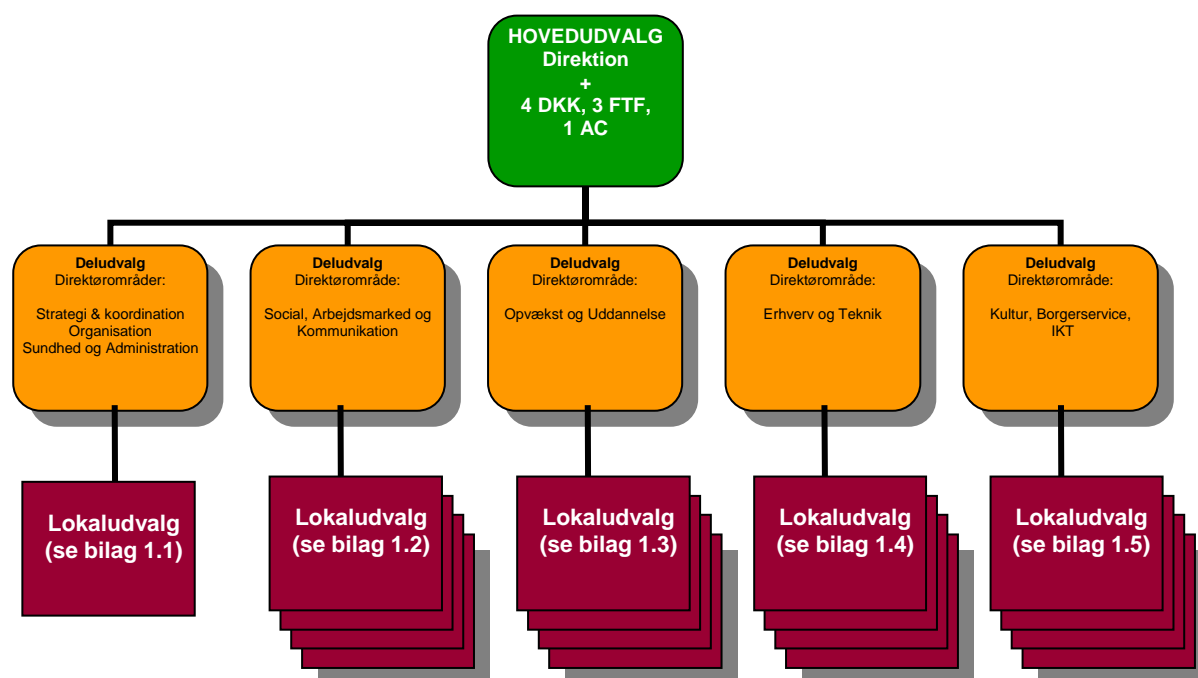 HOVEDUDVALG
Direktion
+
4 DKK, 3 FTF,
1 AC
Deludvalg
Direktørområder:
Strategi & koordination
Organisation
Sundhed og Administration
Deludvalg
Direktørområde:
Social, Arbejdsmarked og
Kommunikation
Deludvalg
Direktørområde:
Opvækst og Uddannelse
Deludvalg
Direktørområde:
Erhverv og Teknik
Deludvalg
Direktørområde:
Kultur, Borgerservice,
IKT
Lokaludvalg
(se bilag 1.1)
Lokaludvalg
(se bilag 1.2)
Lokaludvalg
(se bilag 1.3)
Lokaludvalg
(se bilag 1.4)
Lokaludvalg
(se bilag 1.5)